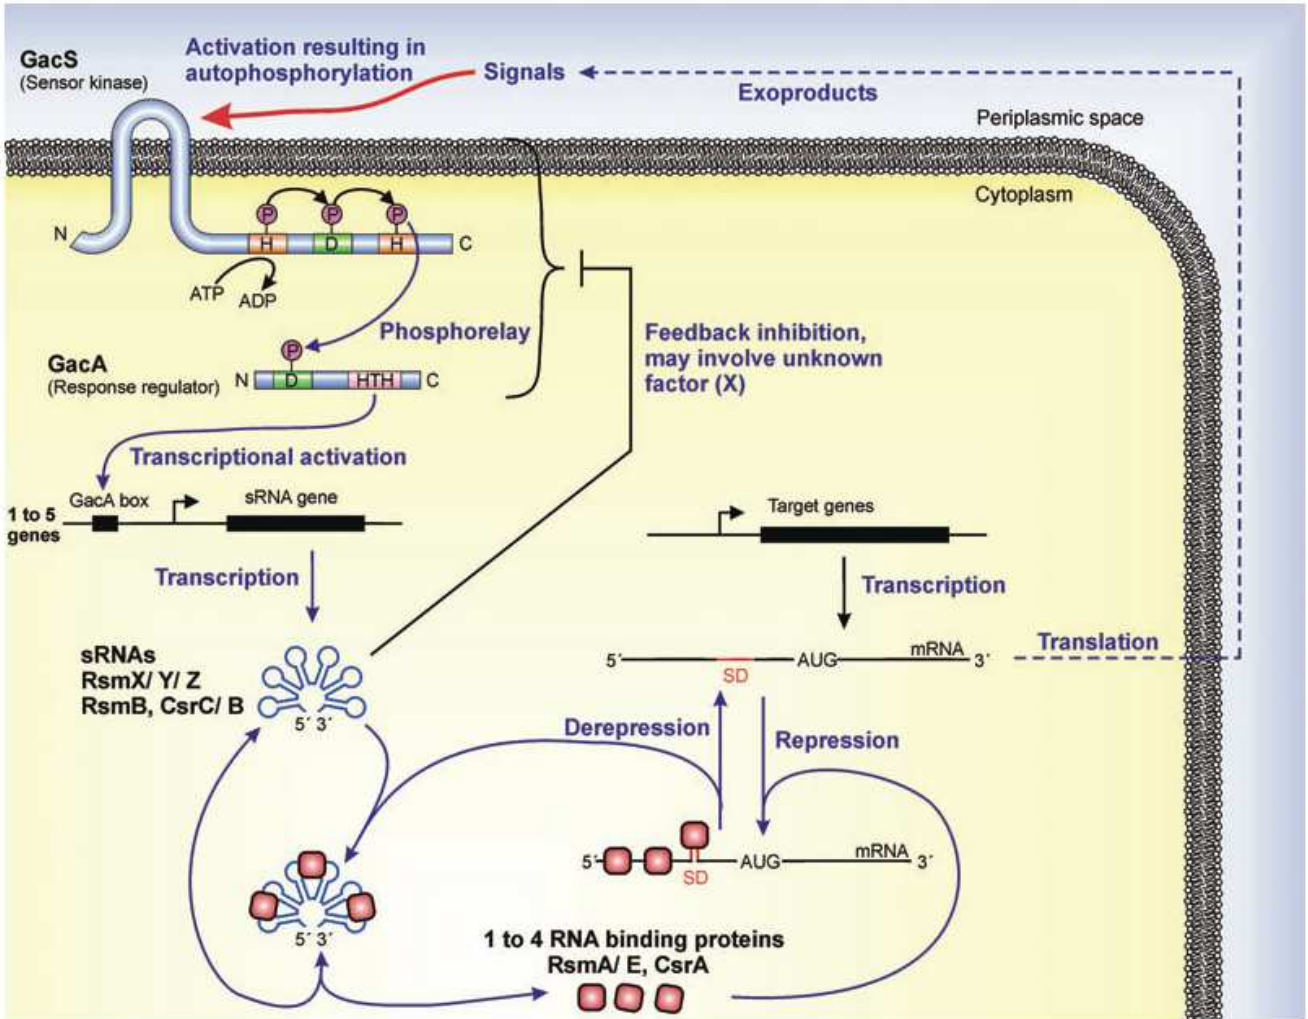 GacS
(Sensor kinase)
Activation resulting in
autophosphorylation
Signals
Exoproducts
Periplasmic space
Cytoplasm
P
P
P
N
H
D
H
C
ATP
ADP
Phosphorelay
P
GacA
(Response regulator)
N
D
HTH
C
Feedback inhibition,
may involve unknown
factor (X)
Transcriptional activation
GacA box
sRNA gene
1 to 5
genes
Target genes
Transcription
Transcription
sRNAs
RsmX/ Y/ Z
RsmB, CsrC/ B
5´ 3´
5´
SD
AUG
mRNA
3´
Translation
Derepression
Repression
5´
SD
AUG
mRNA
3´
5´ 3´
1 to 4 RNA binding proteins
RsmA/ E, CsrA